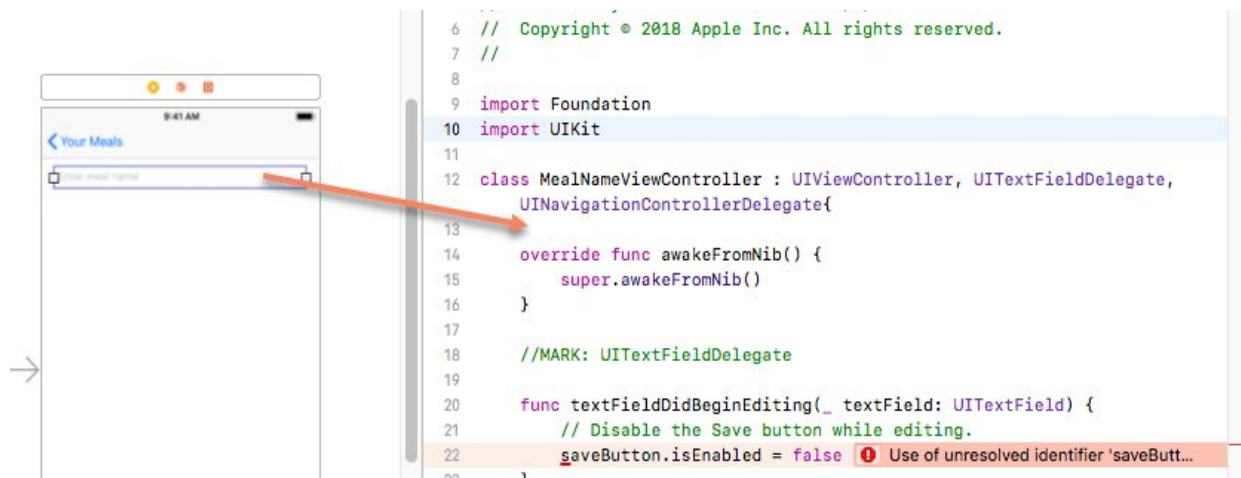 9:41 AM
Your Meals
Enter meal name
6 // Copyright © 2018 Apple Inc. All rights reserved.
7 //
8
9 import Foundation
10 import UIKit
11
12 class MealNameViewController : UIViewController, UITextFieldDelegate,
UINavigationControllerDelegate{
13
14 override func awakeFromNib() {
15 super.awakeFromNib()
16 }
17
18 //MARK: UITextFieldDelegate
19
20 func textFieldDidBeginEditing(_ textField: UITextField) {
21 // Disable the Save button while editing.
22 saveButton.isEnabled = false Use of unresolved identifier 'saveButt...